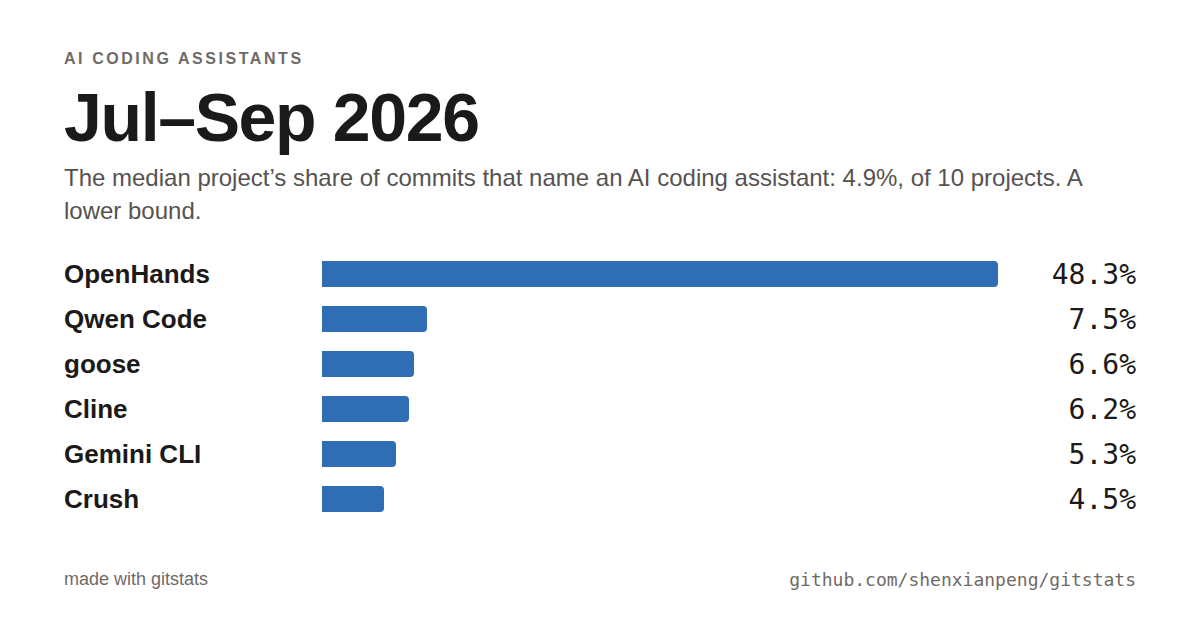 AI CODING ASSISTANTS
Jul–Sep 2026
The median project’s share of commits that name an AI coding assistant: 4.9%, of 10 projects. A
lower bound.
OpenHands 48.3%
Qwen Code 7.5%
goose 6.6%
Cline 6.2%
Gemini CLI 5.3%
Crush 4.5%
made with gitstats github.com/shenxianpeng/gitstats